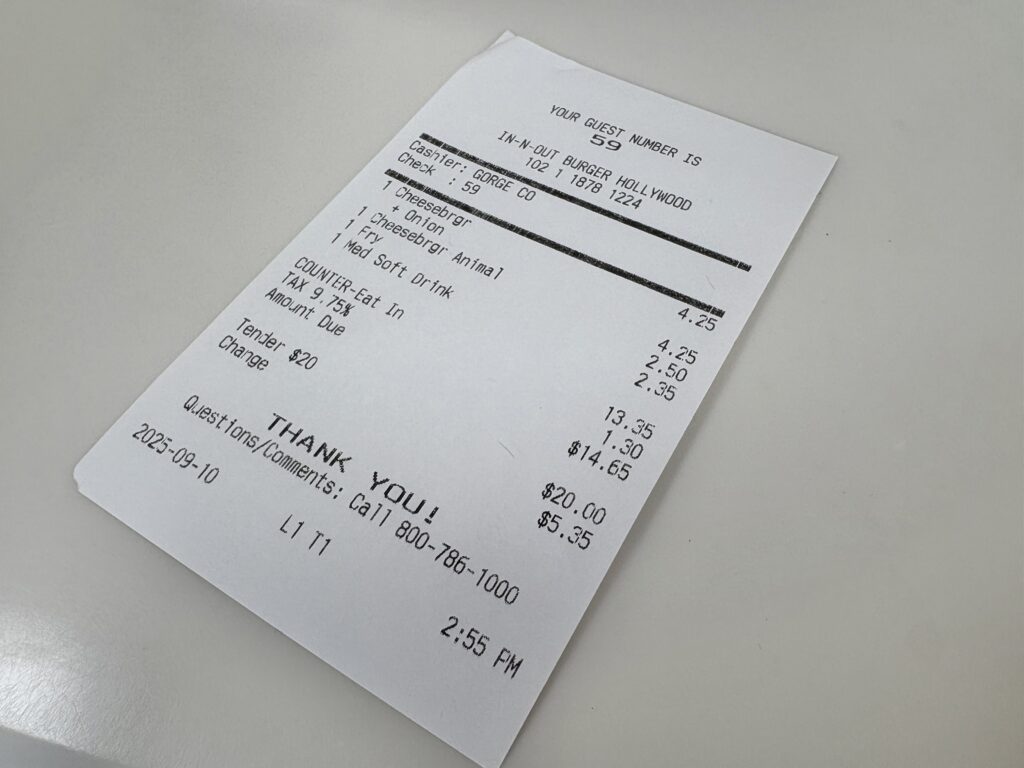 YOUR GUEST NUMBER IS
59
IN-N-OUT BURGER HOLLYWOOD
102 1 1878 1224
Cashier: GORGE CO
Check : 59
1 Cheesebrgr 4.25
+ Onion
1 Cheesebrgr Animal 4.25
1 Fry 2.50
1 Med Soft Drink 2.35
COUNTER-Eat In 13.35
TAX 9.75% 1.30
Amount Due $14.65
Tender $20 $20.00
Change $5.35
THANK YOU!
Questions/Comments: Call 800-786-1000
2025-09-10 2:55 PM
L1 T1